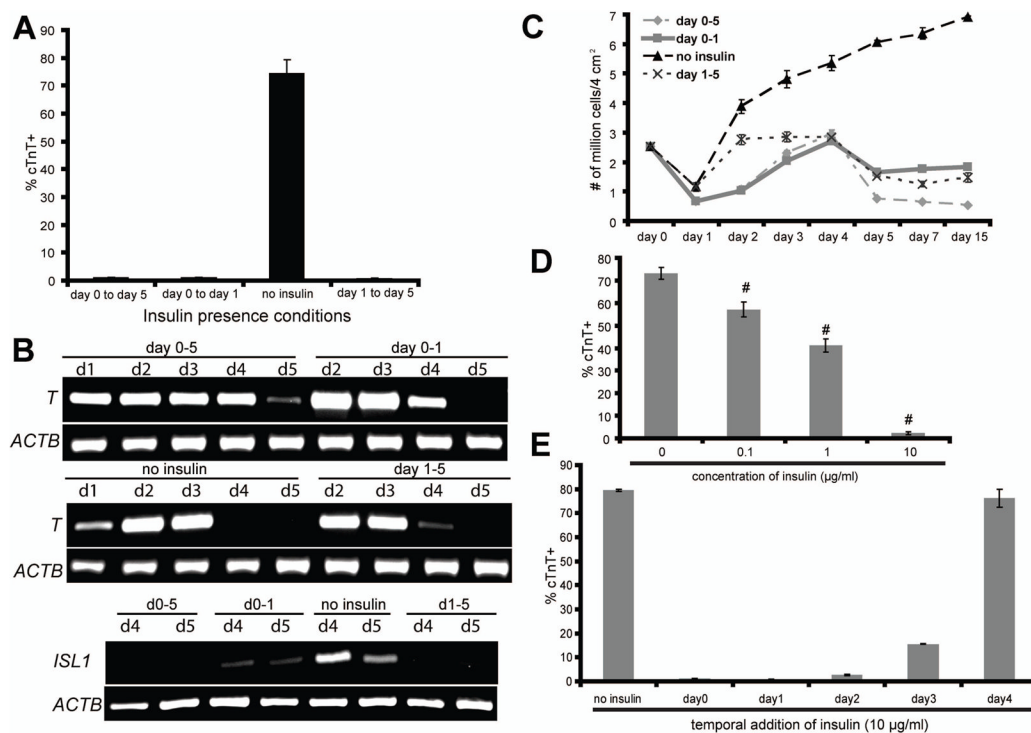 A
90
80
70
60
50
40
30
20
10
0
% cTnT+
day 0 to day 5
day 0 to day 1
no insulin
day 1 to day 5
Insulin presence conditions
B
day 0-5
day 0-1
d1 d2 d3 d4 d5 d2 d3 d4 d5
T
ACTB
no insulin
day 1-5
d1 d2 d3 d4 d5 d2 d3 d4 d5
T
ACTB
d0-5 d0-1 no insulin d1-5
d4 d5 d4 d5 d4 d5 d4 d5
ISL1
ACTB
C
day 0-5
day 0-1
no insulin
day 1-5
7
6
5
4
3
2
1
0
# of million cells/4 cm²
day 0 day 1 day 2 day 3 day 4 day 5 day 7 day 15
D
80
70
60
50
40
30
20
10
0
% cTnT+
#
#
#
0 0.1 1 10
concentration of insulin (µg/ml)
E
90
80
70
60
50
40
30
20
10
0
% cTnT+
no insulin day0 day1 day2 day3 day4
temporal addition of insulin (10 µg/ml)